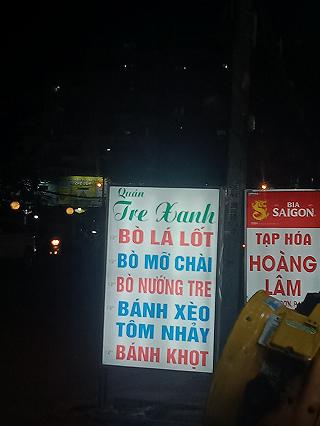 Quán
Tre Xanh
BÒ LÁ LỐT
BÒ MỠ CHÀI
BÒ NƯỚNG TRE
BÁNH XÈO
TÔM NHẢY
BÁNH KHỌT
BIA
SAIGON
TẠP HÓA
HOÀNG
LÂM